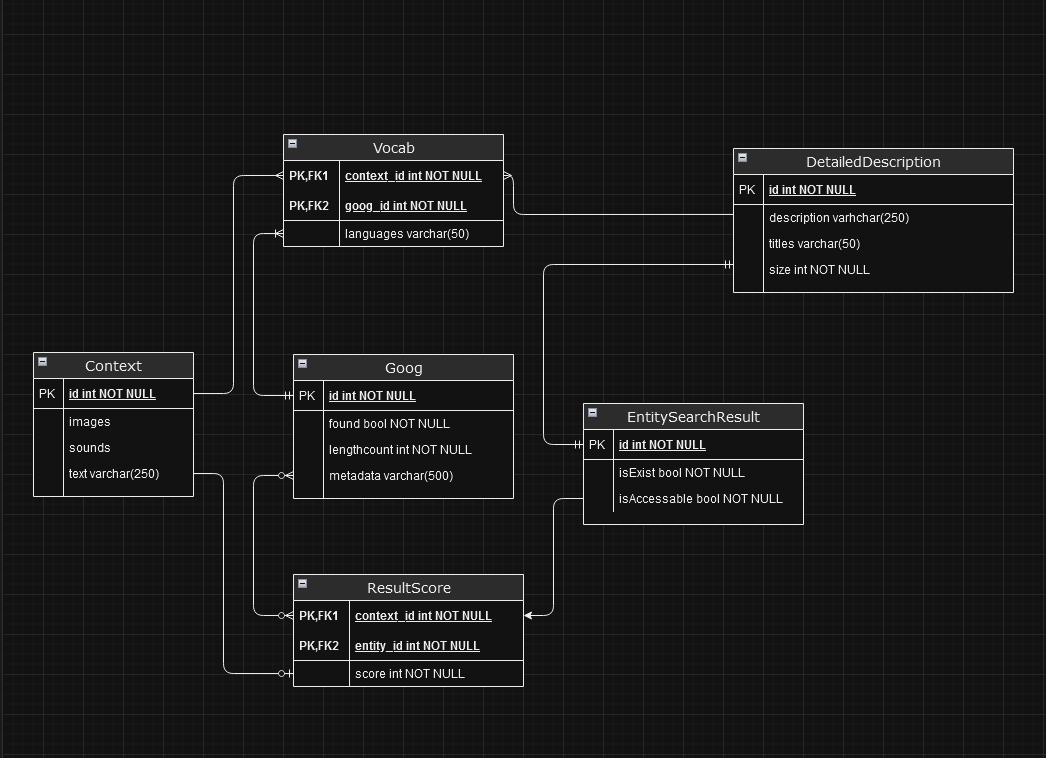 Vocab
PK,FK1 context_id int NOT NULL
PK,FK2 goog_id int NOT NULL
languages varchar(50)
DetailedDescription
PK id int NOT NULL
description varhchar(250)
titles varchar(50)
size int NOT NULL
Context
PK id int NOT NULL
images
sounds
text varchar(250)
Goog
PK id int NOT NULL
found bool NOT NULL
lengthcount int NOT NULL
metadata varchar(500)
EntitySearchResult
PK id int NOT NULL
isExist bool NOT NULL
isAccessable bool NOT NULL
ResultScore
PK,FK1 context_id int NOT NULL
PK,FK2 entity_id int NOT NULL
score int NOT NULL